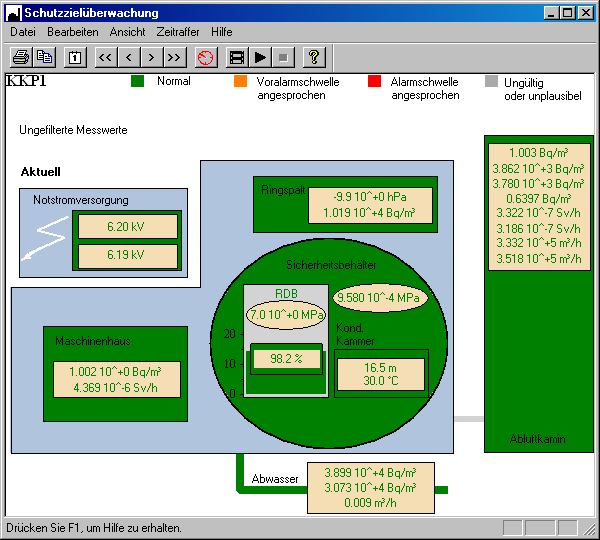 Schutzzielüberwachung
Datei Bearbeiten Ansicht Zeitraffer Hilfe
1 << < > >> ?
KKP1
Normal
Voralarmschwelle
angesprochen
Alarmschwelle
angesprochen
Ungültig
oder unplausibel
Ungefilterte Messwerte
Aktuell
Notstromversorgung
6.20 kV
6.19 kV
Ringspalt
-9.9 10^+0 hPa
1.019 10^+4 Bq/m³
1.003 Bq/m³
3.862 10^+3 Bq/m³
3.780 10^+3 Bq/m³
0.6397 Bq/m³
3.322 10^-7 Sv/h
3.186 10^-7 Sv/h
3.332 10^+5 m³/h
3.518 10^+5 m³/h
Abluftkamin
Sicherheitsbehälter
RDB
7.0 10^+0 MPa
9.580 10^-4 MPa
20
10
0
98.2 %
Kond.
Kammer
16.5 m
30.0 °C
Maschinenhaus
1.002 10^+0 Bq/m³
4.369 10^-6 Sv/h
Abwasser
3.899 10^+4 Bq/m³
3.073 10^+4 Bq/m³
0.009 m³/h
Drücken Sie F1, um Hilfe zu erhalten.